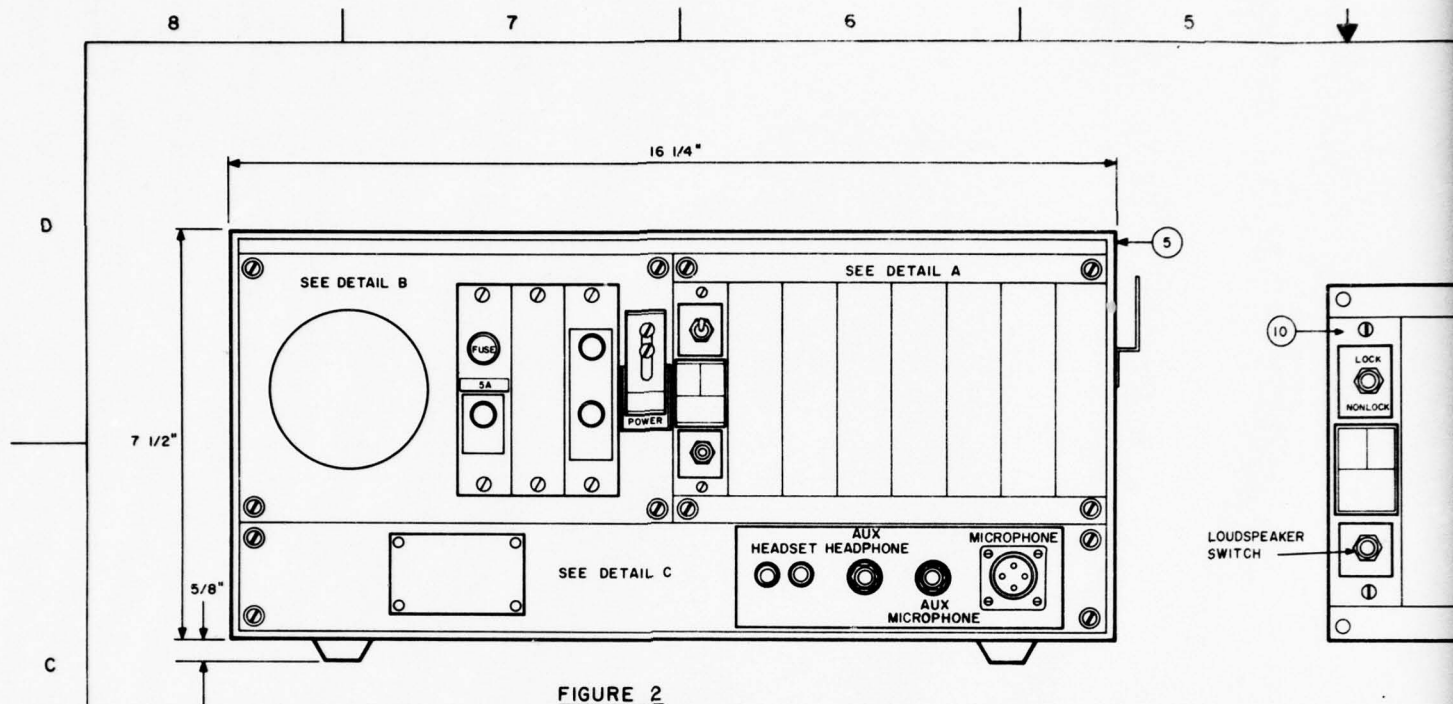 8 7 6 5
16 1/4"
D
5
SEE DETAIL B
SEE DETAIL A
10
FUSE
LOCK
5A
NONLOCK
POWER
7 1/2"
AUX
HEADSET HEADPHONE
MICROPHONE
LOUDSPEAKER
SWITCH
SEE DETAIL C
5/8"
AUX
MICROPHONE
C
FIGURE 2